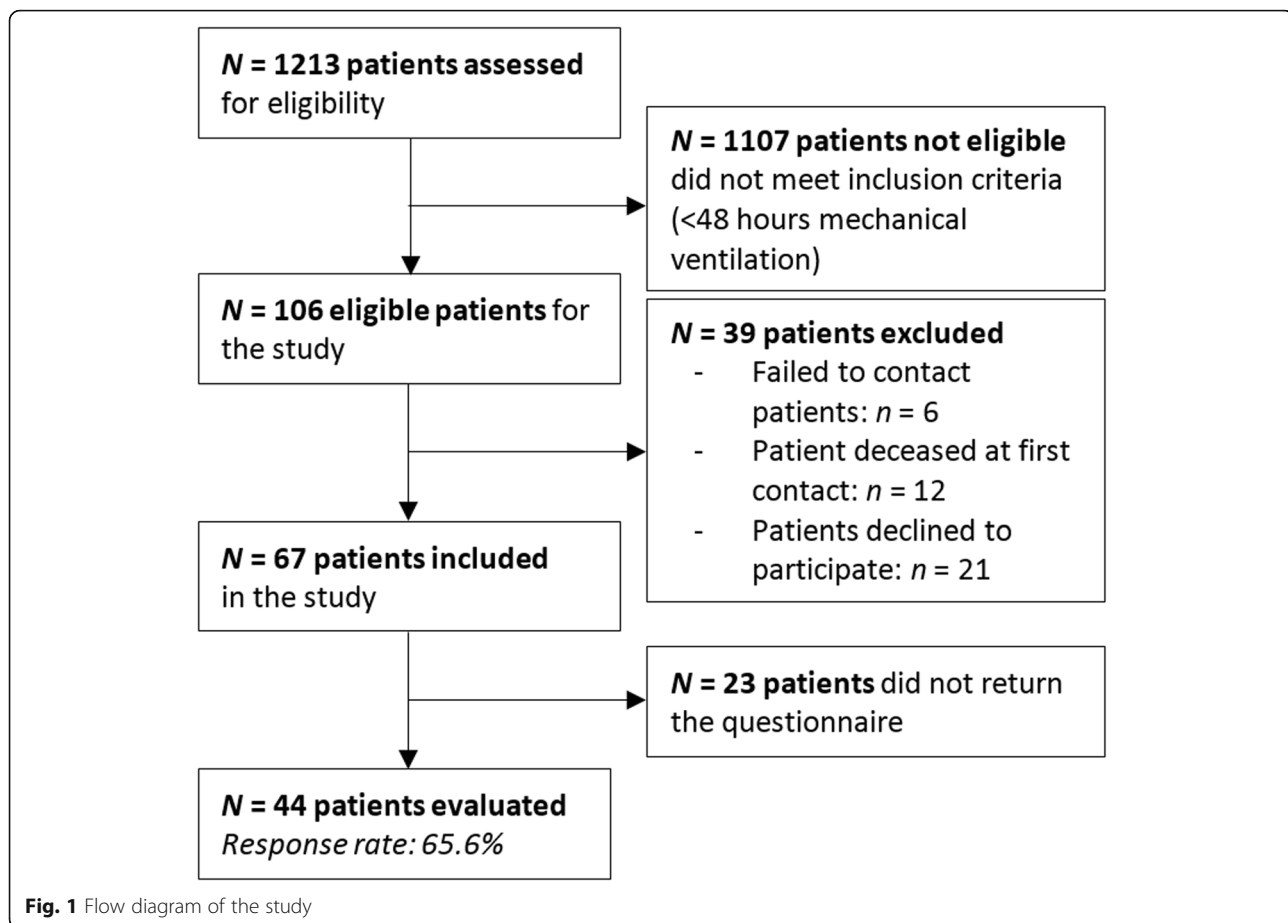 N = 1213 patients assessed
for eligibility
N = 1107 patients not eligible
did not meet inclusion criteria
(<48 hours mechanical
ventilation)
N = 106 eligible patients for
the study
N = 39 patients excluded
- Failed to contact
patients: n = 6
- Patient deceased at first
contact: n = 12
- Patients declined to
participate: n = 21
N = 67 patients included
in the study
N = 23 patients did not return
the questionnaire
N = 44 patients evaluated
Response rate: 65.6%
Fig. 1 Flow diagram of the study